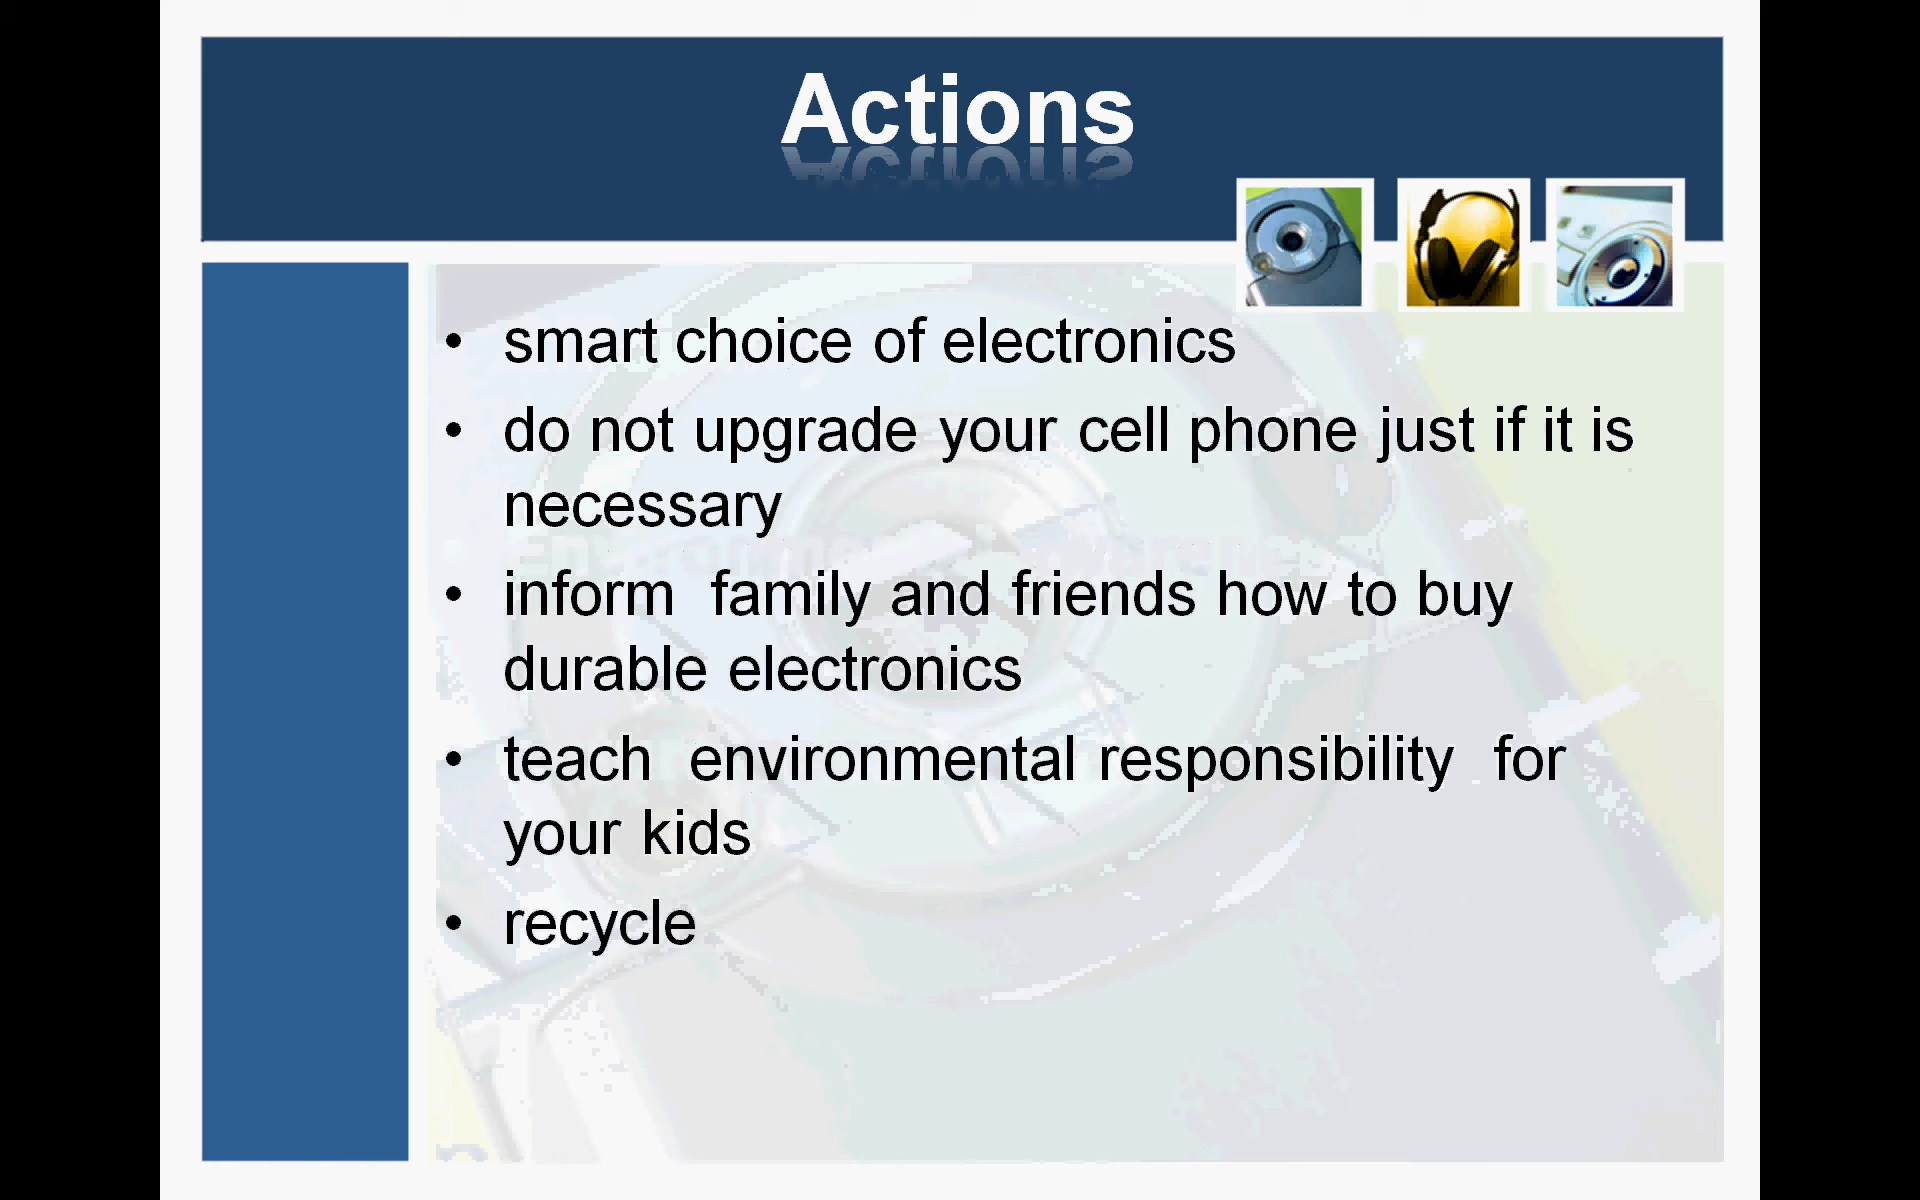 Actions
• smart choice of electronics
• do not upgrade your cell phone just if it is
necessary
• inform family and friends how to buy
durable electronics
• teach environmental responsibility for
your kids
• recycle